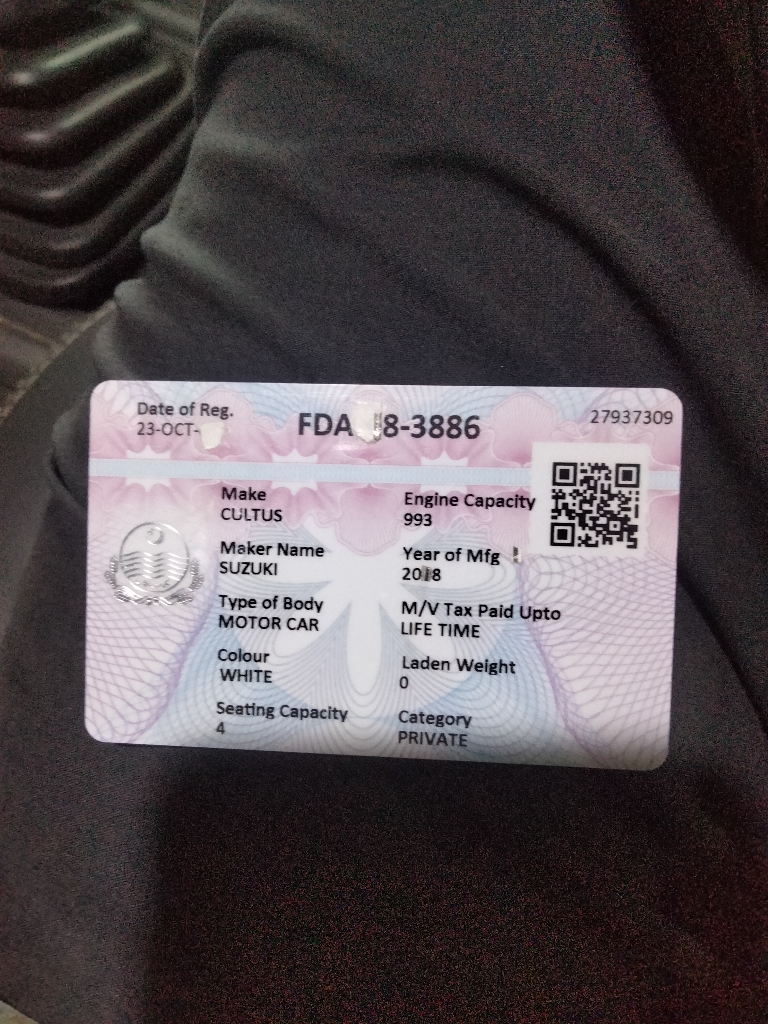 Date of Reg.
23-OCT-
FDA 8-3886
27937309
Make
CULTUS
Engine Capacity
993
Maker Name
SUZUKI
Year of Mfg
2018
Type of Body
MOTOR CAR
M/V Tax Paid Upto
LIFE TIME
Colour
WHITE
Laden Weight
0
Seating Capacity
4
Category
PRIVATE